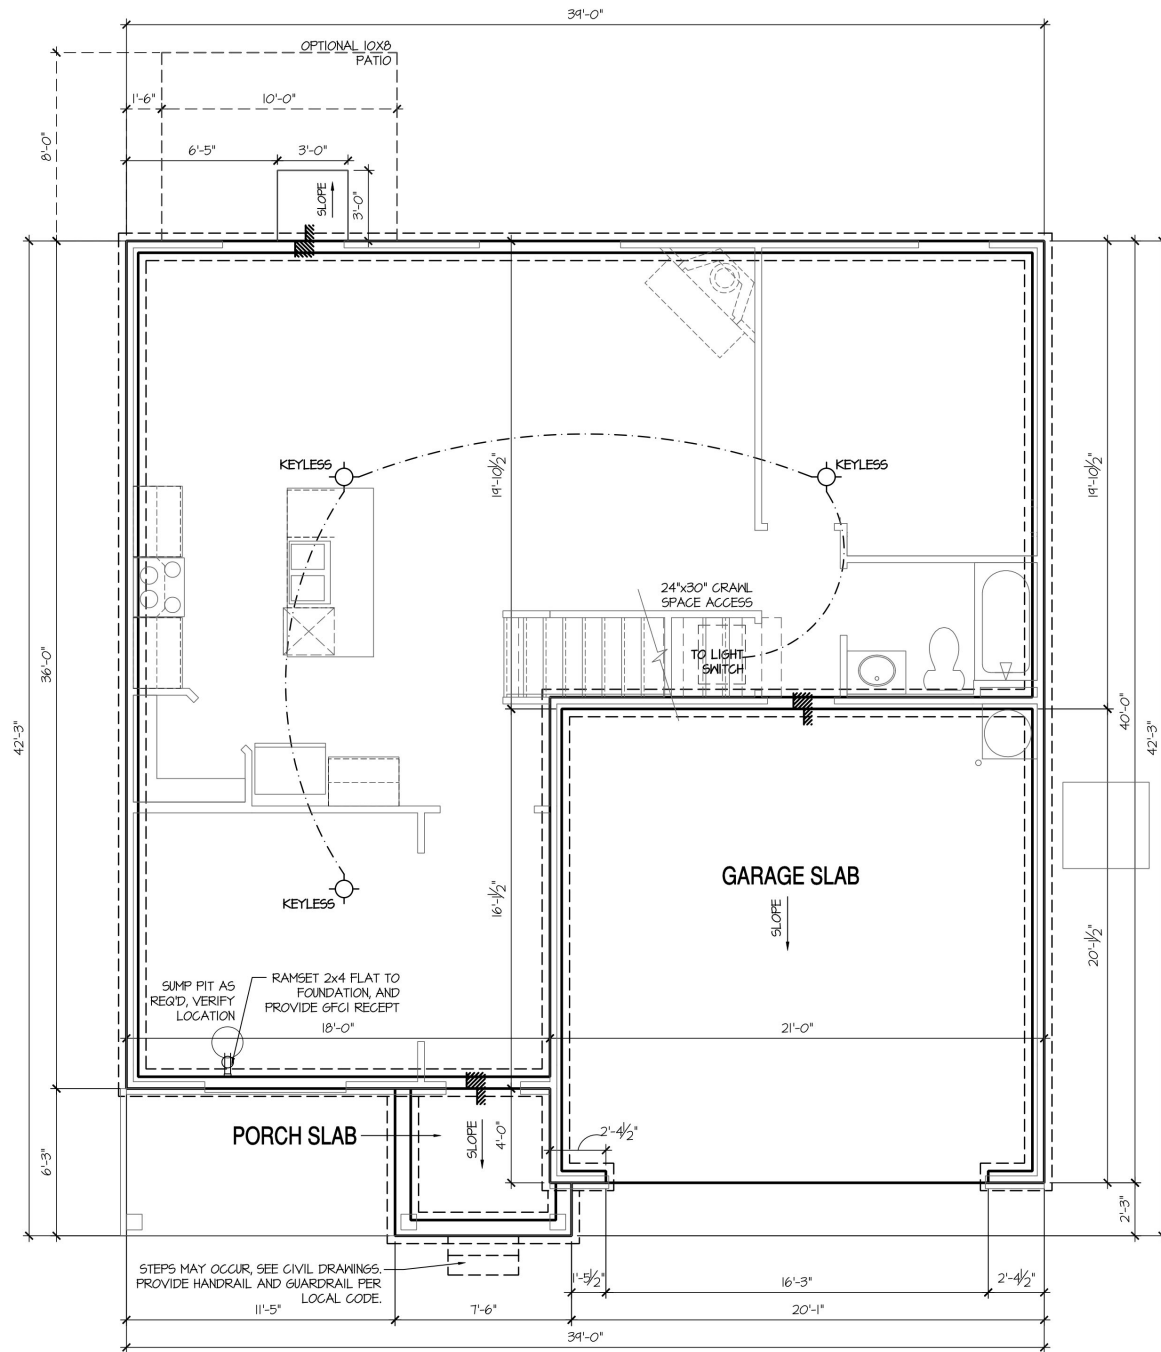 39'-0"
OPTIONAL 10X8
PATIO
1'-6"
10'-0"
8'-0"
6'-5"
3'-0"
SLOPE
3'-0"
KEYLESS
KEYLESS
19'-10½"
19'-10½"
24"x30" CRAWL
SPACE ACCESS
TO LIGHT
SWITCH
36'-0"
42'-3"
40'-0"
42'-3"
GARAGE SLAB
SLOPE
KEYLESS
16'-1½"
20'-1½"
SUMP PIT AS
REQ'D, VERIFY
LOCATION
RAMSET 2x4 FLAT TO
FOUNDATION, AND
PROVIDE GFCI RECEPT
18'-0"
21'-0"
PORCH SLAB
SLOPE
4'-0"
2'-4½"
6'-3"
2'-3"
STEPS MAY OCCUR, SEE CIVIL DRAWINGS.
PROVIDE HANDRAIL AND GUARDRAIL PER
LOCAL CODE.
1'-5½"
16'-3"
2'-4½"
11'-5"
7'-6"
20'-1"
39'-0"